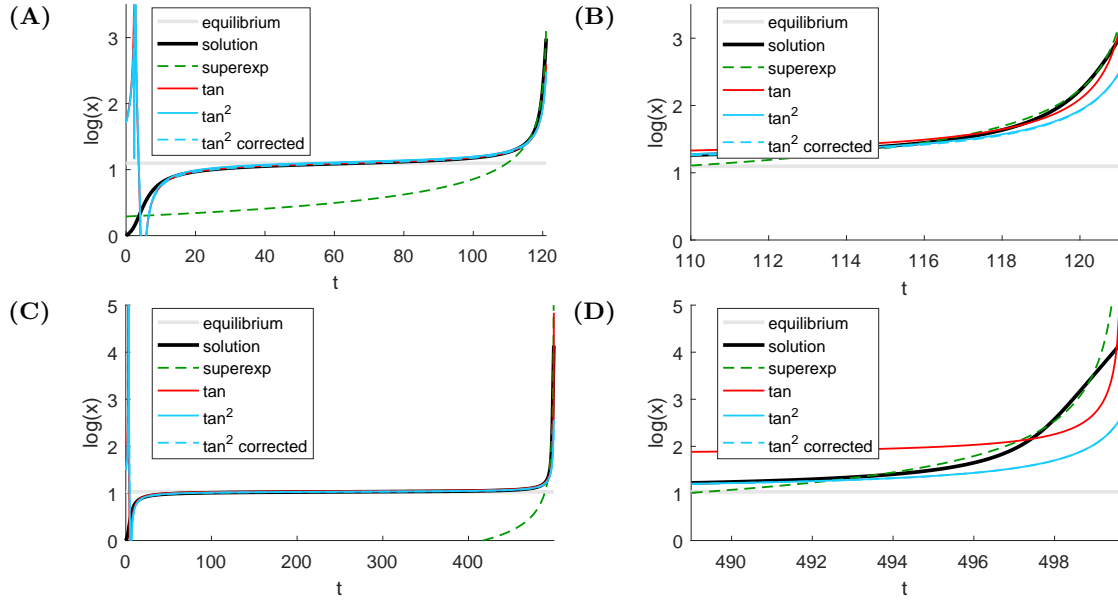 (A)
log(x)
3
2
1
0
equilibrium
solution
superexp
tan
tan²
tan² corrected
0 20 40 60 80 100 120
t
(B)
log(x)
3
2
1
0
equilibrium
solution
superexp
tan
tan²
tan² corrected
110 112 114 116 118 120
t
(C)
log(x)
5
4
3
2
1
0
equilibrium
solution
superexp
tan
tan²
tan² corrected
0 100 200 300 400
t
(D)
log(x)
5
4
3
2
1
0
equilibrium
solution
superexp
tan
tan²
tan² corrected
490 492 494 496 498
t